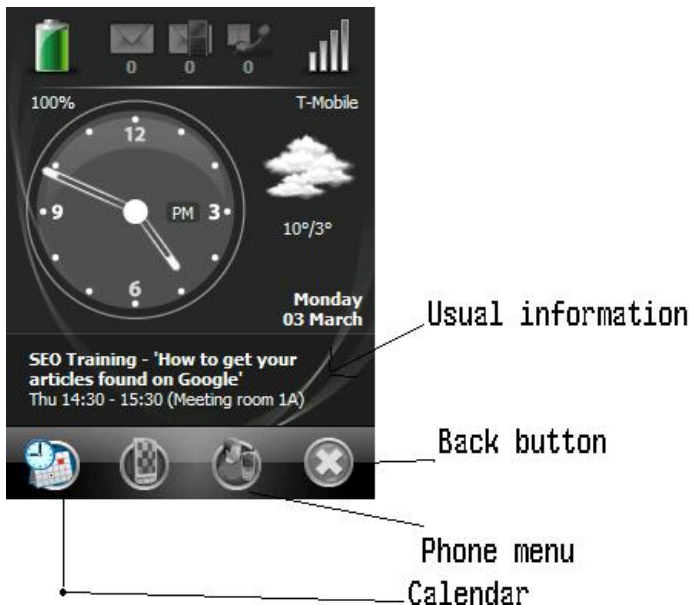 0 0 0
100% T-Mobile
12
9 PM 3
10°/3°
6
Monday
03 March
Usual information
SEO Training - 'How to get your
articles found on Google'
Thu 14:30 - 15:30 (Meeting room 1A)
Back button
Phone menu
Calendar